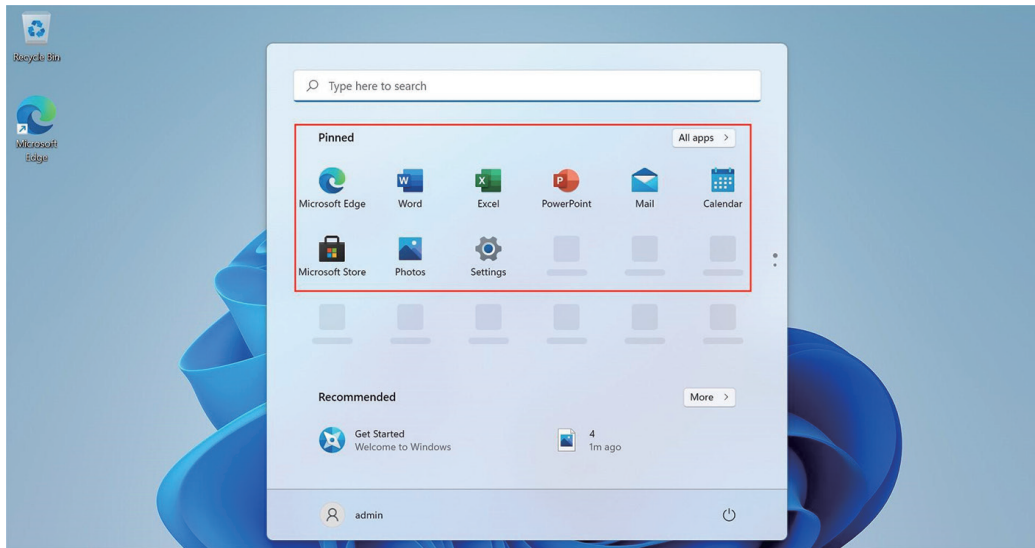 Recycle Bin
Microsoft
Edge
Type here to search
Pinned
All apps >
Microsoft Edge
Word
Excel
PowerPoint
Mail
Calendar
Microsoft Store
Photos
Settings
Recommended
More >
Get Started
Welcome to Windows
4
1m ago
admin